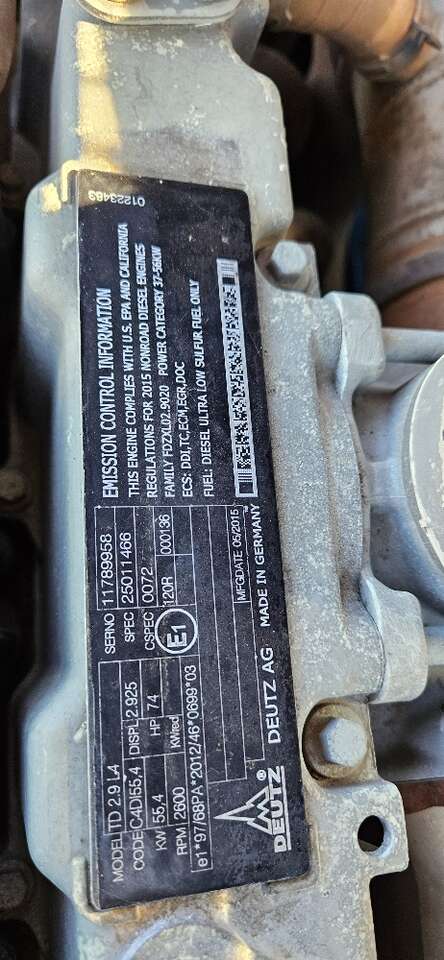 MODEL TD 2.9 L4
CODE C4DI55,4 DISPL 2.925
KW 55,4 HP 74
RPM 2600 KWred
e1*97/68PA*2012/46*0699*03
DEUTZ®
SERNO 11789958
SPEC 25011466
CSPEC 0072
E1 120R 000136
MFGDATE 05/2015
DEUTZ AG MADE IN GERMANY
EMISSION CONTROL INFORMATION
THIS ENGINE COMPLIES WITH U.S. EPA AND CALIFORNIA
REGULATIONS FOR 2015 NONROAD DIESEL ENGINES
FAMILY FDZXL02.9020 POWER CATEGORY 37-56KW
ECS: DDI,TC,ECM,EGR,DOC
FUEL: DIESEL ULTRA LOW SULFUR FUEL ONLY
01223483